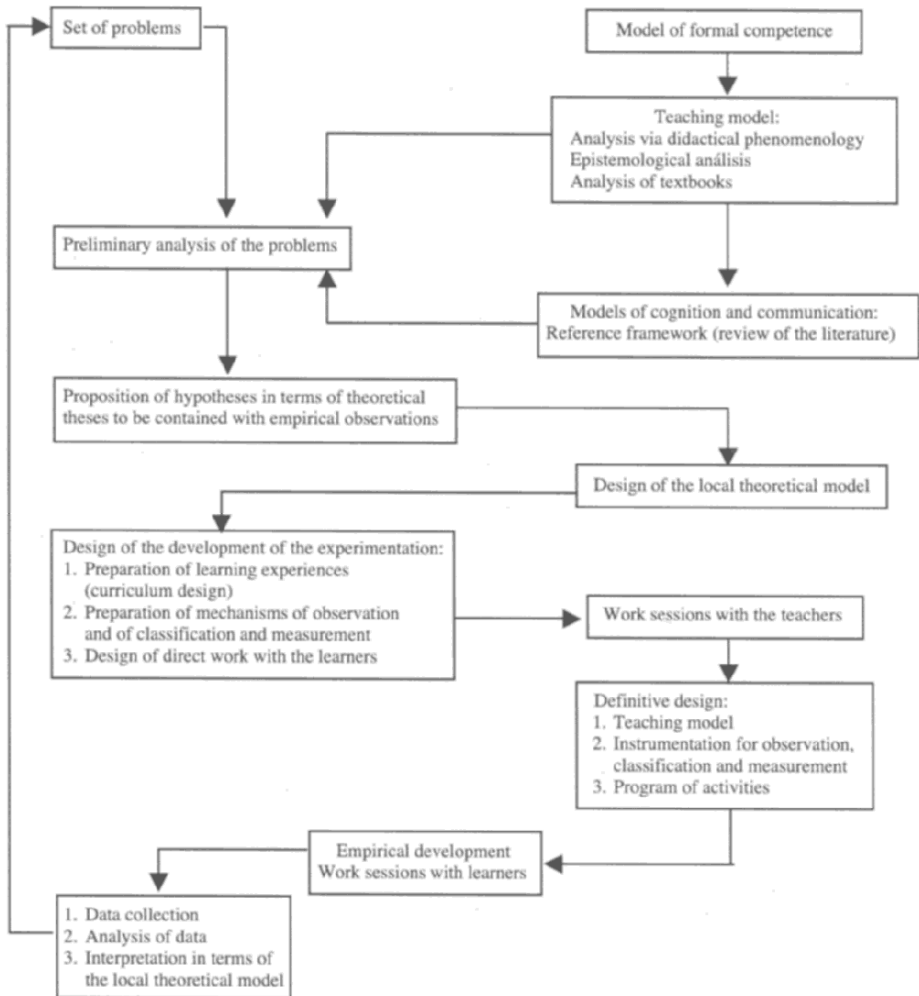 Set of problems
Model of formal competence
Teaching model:
Analysis via didactical phenomenology
Epistemological análisis
Analysis of textbooks
Preliminary analysis of the problems
Models of cognition and communication:
Reference framework (review of the literature)
Proposition of hypotheses in terms of theoretical
theses to be contained with empirical observations
Design of the local theoretical model
Design of the development of the experimentation:
1. Preparation of learning experiences
(curriculum design)
2. Preparation of mechanisms of observation
and of classification and measurement
3. Design of direct work with the learners
Work sessions with the teachers
Definitive design:
1. Teaching model
2. Instrumentation for observation,
classification and measurement
3. Program of activities
Empirical development
Work sessions with learners
1. Data collection
2. Analysis of data
3. Interpretation in terms of
the local theoretical model